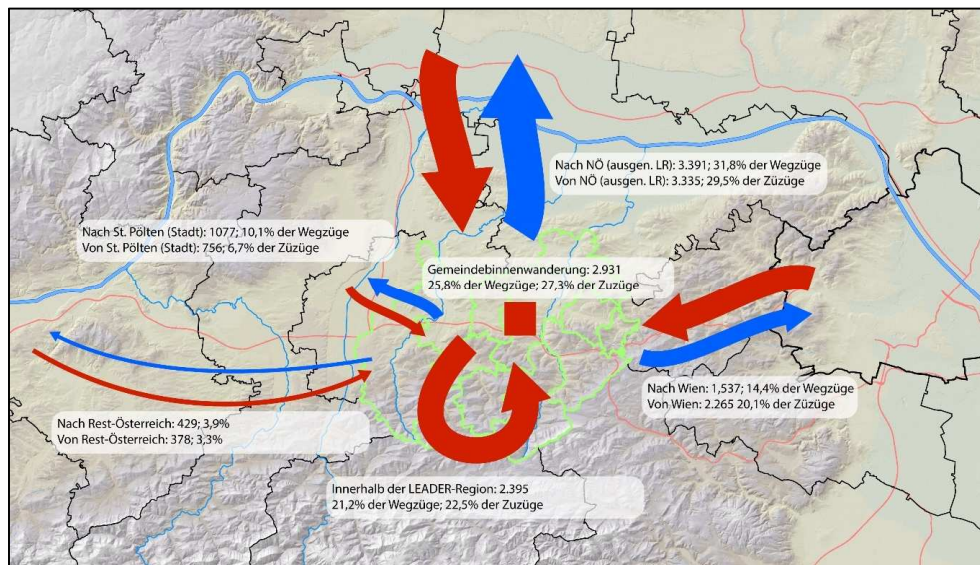 Nach NÖ (ausgen. LR): 3.391; 31,8% der Wegzüge
Von NÖ (ausgen. LR): 3.335; 29,5% der Züzüge
Nach St. Pölten (Stadt): 1077; 10,1% der Wegzüge
Von St. Pölten (Stadt): 756; 6,7% der Züzüge
Gemeindebinnenwanderung: 2.931
25,8% der Wegzüge; 27,3% der Zuzüge
Nach Wien: 1,537; 14,4% der Wegzüge
Von Wien: 2.265 20,1% der Züzüge
Nach Rest-Österreich: 429; 3,9%
Von Rest-Österreich: 378; 3,3%
Innerhalb der LEADER-Region: 2.395
21,2% der Wegzüge; 22,5% der Zuzüge